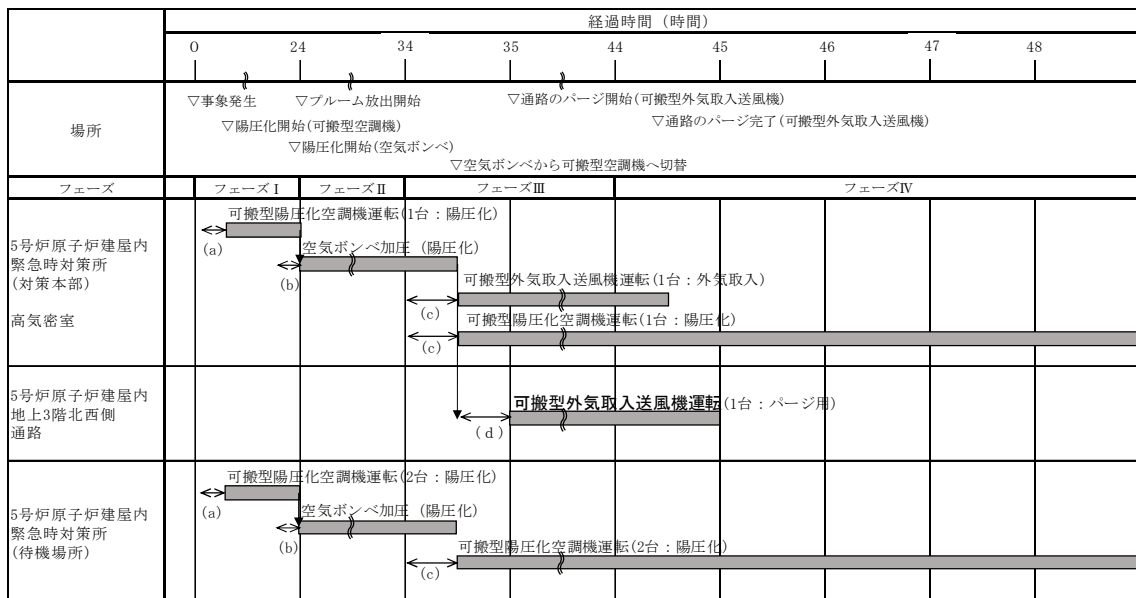 経過時間（時間）
0 24 34 35 44 45 46 47 48
場所
▽事象発生 ▽プルーム放出開始 ▽通路のパージ開始(可搬型外気取入送風機)
▽陽圧化開始(可搬型空調機) ▽通路のパージ完了(可搬型外気取入送風機)
▽陽圧化開始(空気ボンベ)
▽空気ボンベから可搬型空調機へ切替
フェーズ フェーズⅠ フェーズⅡ フェーズⅢ フェーズⅣ
5号炉原子炉建屋内
緊急時対策所
(対策本部)
高気密室
可搬型陽圧化空調機運転(1台：陽圧化)
(a)
空気ボンベ加圧（陽圧化）
(b)
可搬型外気取入送風機運転(1台：外気取入)
(c)
可搬型陽圧化空調機運転(1台：陽圧化)
(c)
5号炉原子炉建屋内
地上3階北西側
通路
可搬型外気取入送風機運転(1台：パージ用)
(d)
5号炉原子炉建屋内
緊急時対策所
(待機場所)
可搬型陽圧化空調機運転(2台：陽圧化)
(a)
空気ボンベ加圧（陽圧化）
(b)
可搬型陽圧化空調機運転(2台：陽圧化)
(c)